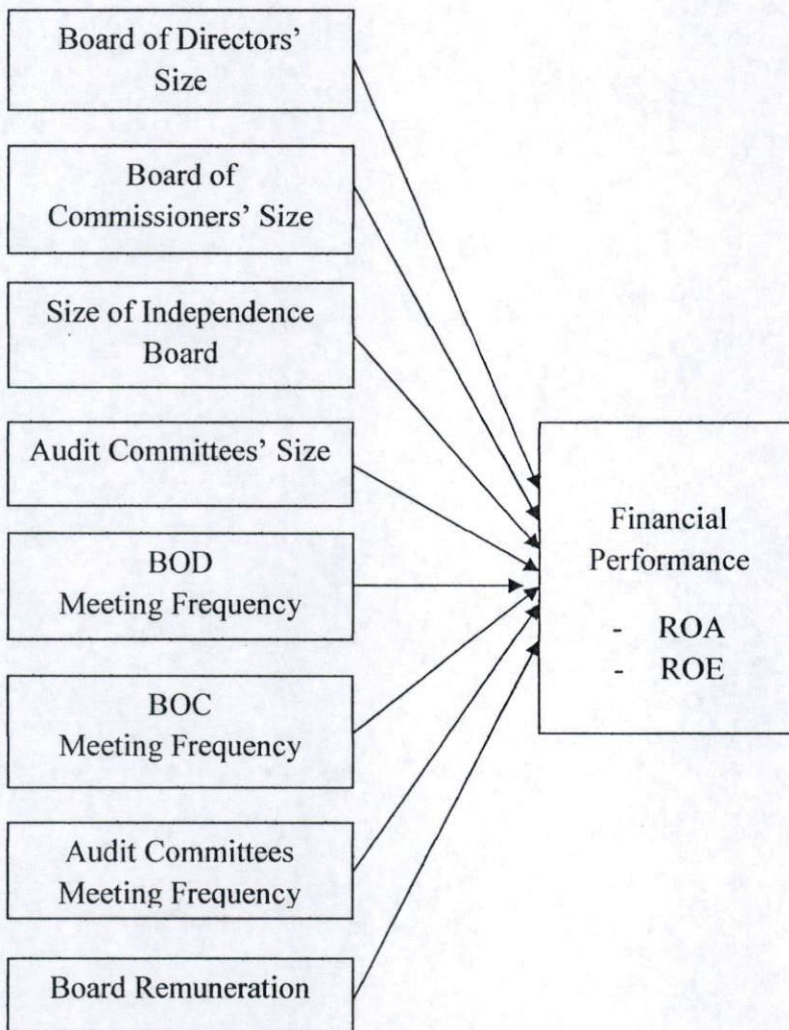 Board of Directors’
Size
Board of
Commissioners’ Size
Size of Independence
Board
Audit Committees’ Size
BOD
Meeting Frequency
BOC
Meeting Frequency
Audit Committees
Meeting Frequency
Board Remuneration
Financial
Performance
- ROA
- ROE